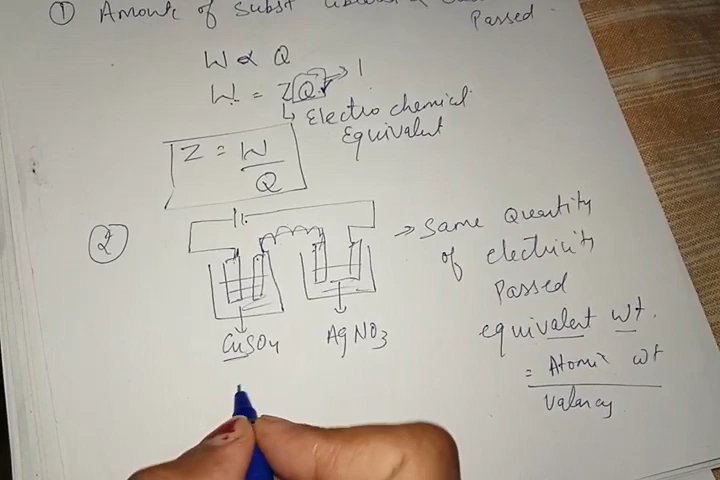 ① Amount of Subst
Passed
W ∝ Q
W = ZQ → 1
↳ Electro chemical
Equivalent
Z = W/Q
②
→ Same Quantity
of electricity
Passed
equivalent wt.
= Atomic wt
Valancy
CuSO4
AgNO3